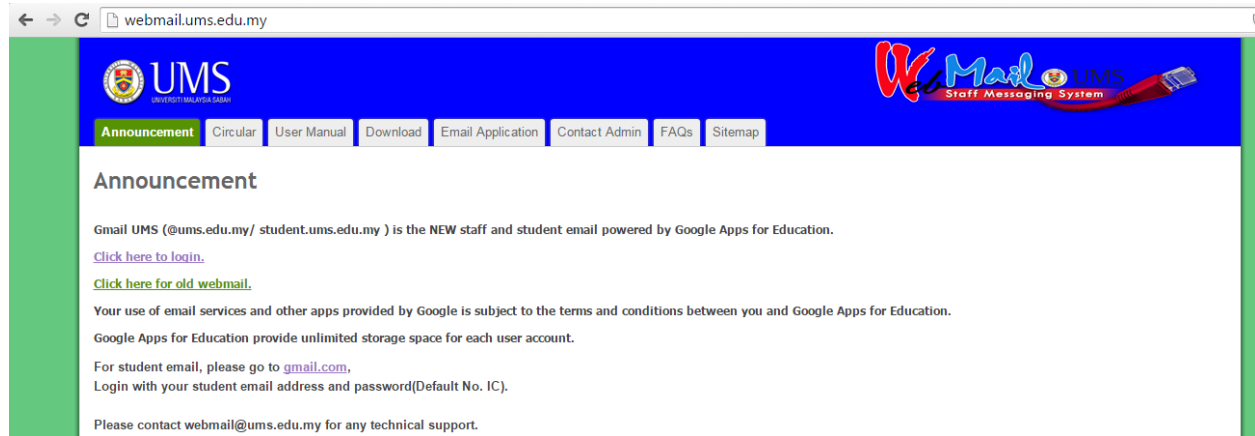 webmail.ums.edu.my
UMS
UNIVERSITI MALAYSIA SABAH
WebMail @ UMS
Staff Messaging System
Announcement Circular User Manual Download Email Application Contact Admin FAQs Sitemap
Announcement
Gmail UMS (@ums.edu.my/ student.ums.edu.my ) is the NEW staff and student email powered by Google Apps for Education.
Click here to login.
Click here for old webmail.
Your use of email services and other apps provided by Google is subject to the terms and conditions between you and Google Apps for Education.
Google Apps for Education provide unlimited storage space for each user account.
For student email, please go to gmail.com,
Login with your student email address and password(Default No. IC).
Please contact webmail@ums.edu.my for any technical support.